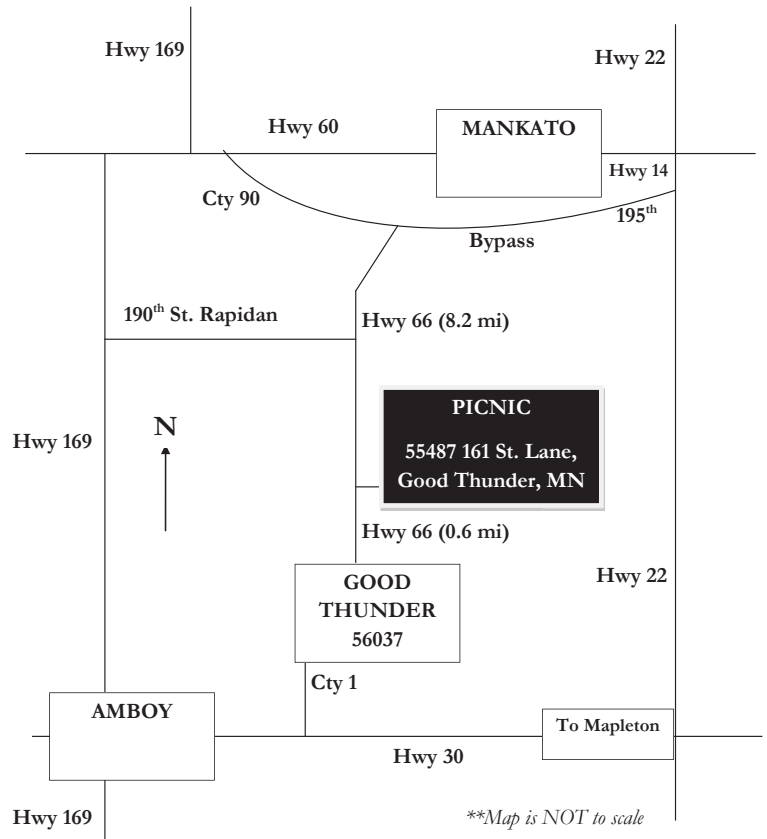 Hwy 169
Hwy 22
Hwy 60
MANKATO
Hwy 14
Cty 90
195th
Bypass
190th St. Rapidan
Hwy 66 (8.2 mi)
PICNIC
55487 161 St. Lane,
Good Thunder, MN
N
Hwy 169
Hwy 66 (0.6 mi)
Hwy 22
GOOD
THUNDER
56037
Cty 1
AMBOY
To Mapleton
Hwy 30
Hwy 169
**Map is NOT to scale